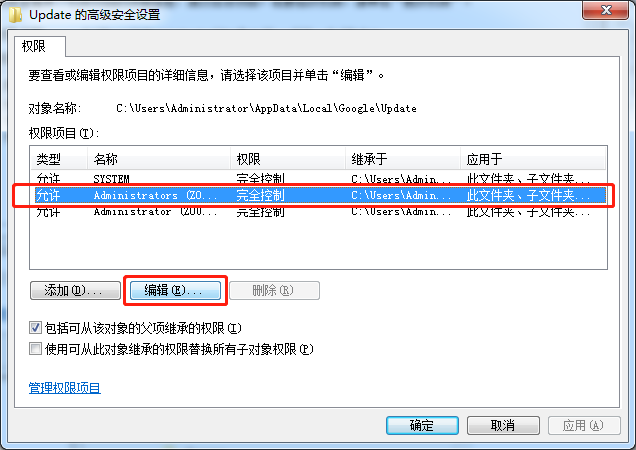 Update 的高级安全设置
权限
要查看或编辑权限项目的详细信息，请选择该项目并单击“编辑”。
对象名称: C:\Users\Administrator\AppData\Local\Google\Update
权限项目(T):
类型 名称 权限 继承于 应用于
允许 SYSTEM 完全控制 C:\Users\Admin... 此文件夹、子文件夹...
允许 Administrators (ZO... 完全控制 C:\Users\Admin... 此文件夹、子文件夹...
允许 Administrator (ZOO... 完全控制 C:\Users\Admin... 此文件夹、子文件夹...
添加(D)... 编辑(E)... 删除(R)
包括可从该对象的父项继承的权限(I)
使用可从此对象继承的权限替换所有子对象权限(P)
管理权限项目
确定 取消 应用(A)